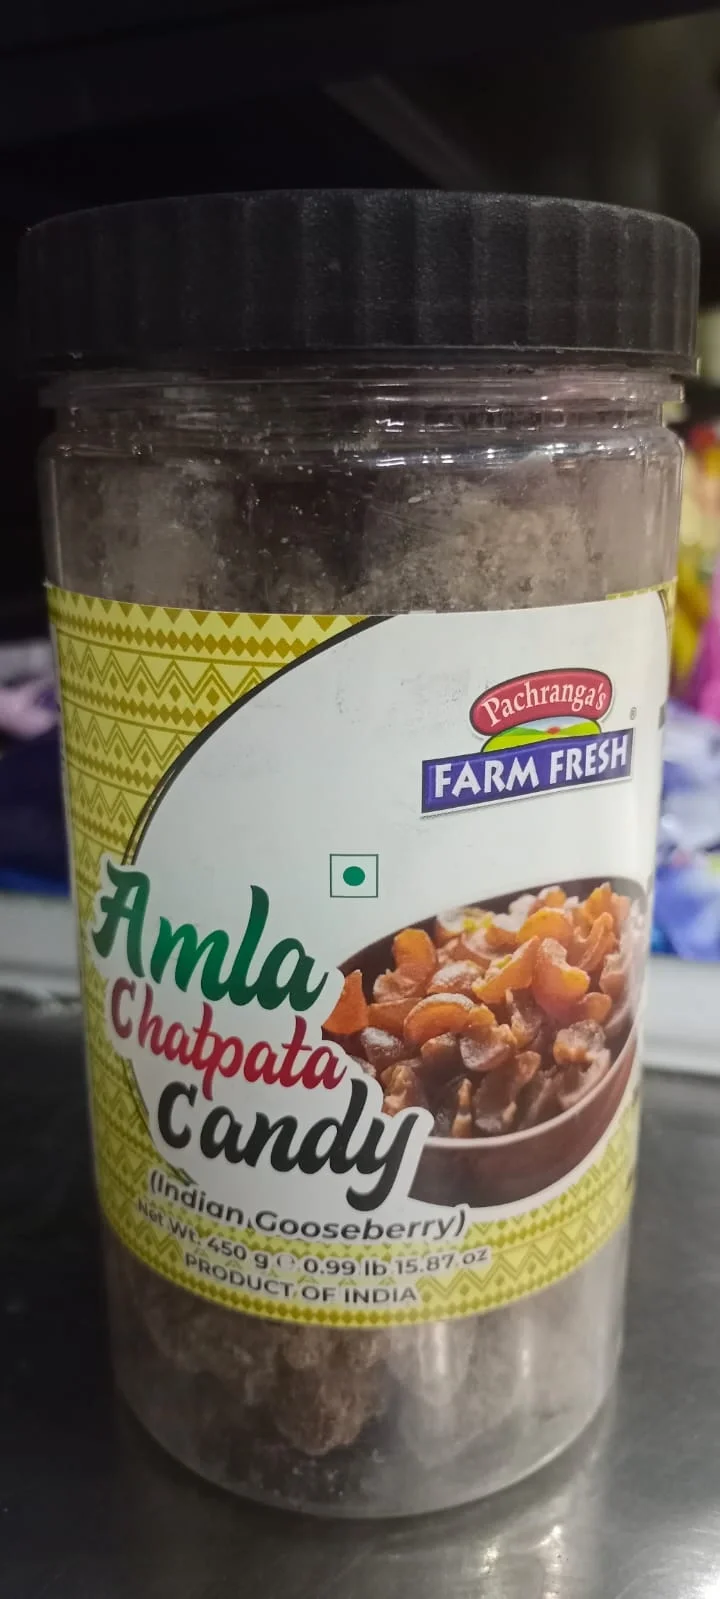 Pachranga's
®
FARM FRESH
Amla
Chatpata
Candy
(Indian Gooseberry)
Net Wt. 450 g ℮ 0.99 lb 15.87 oz
PRODUCT OF INDIA